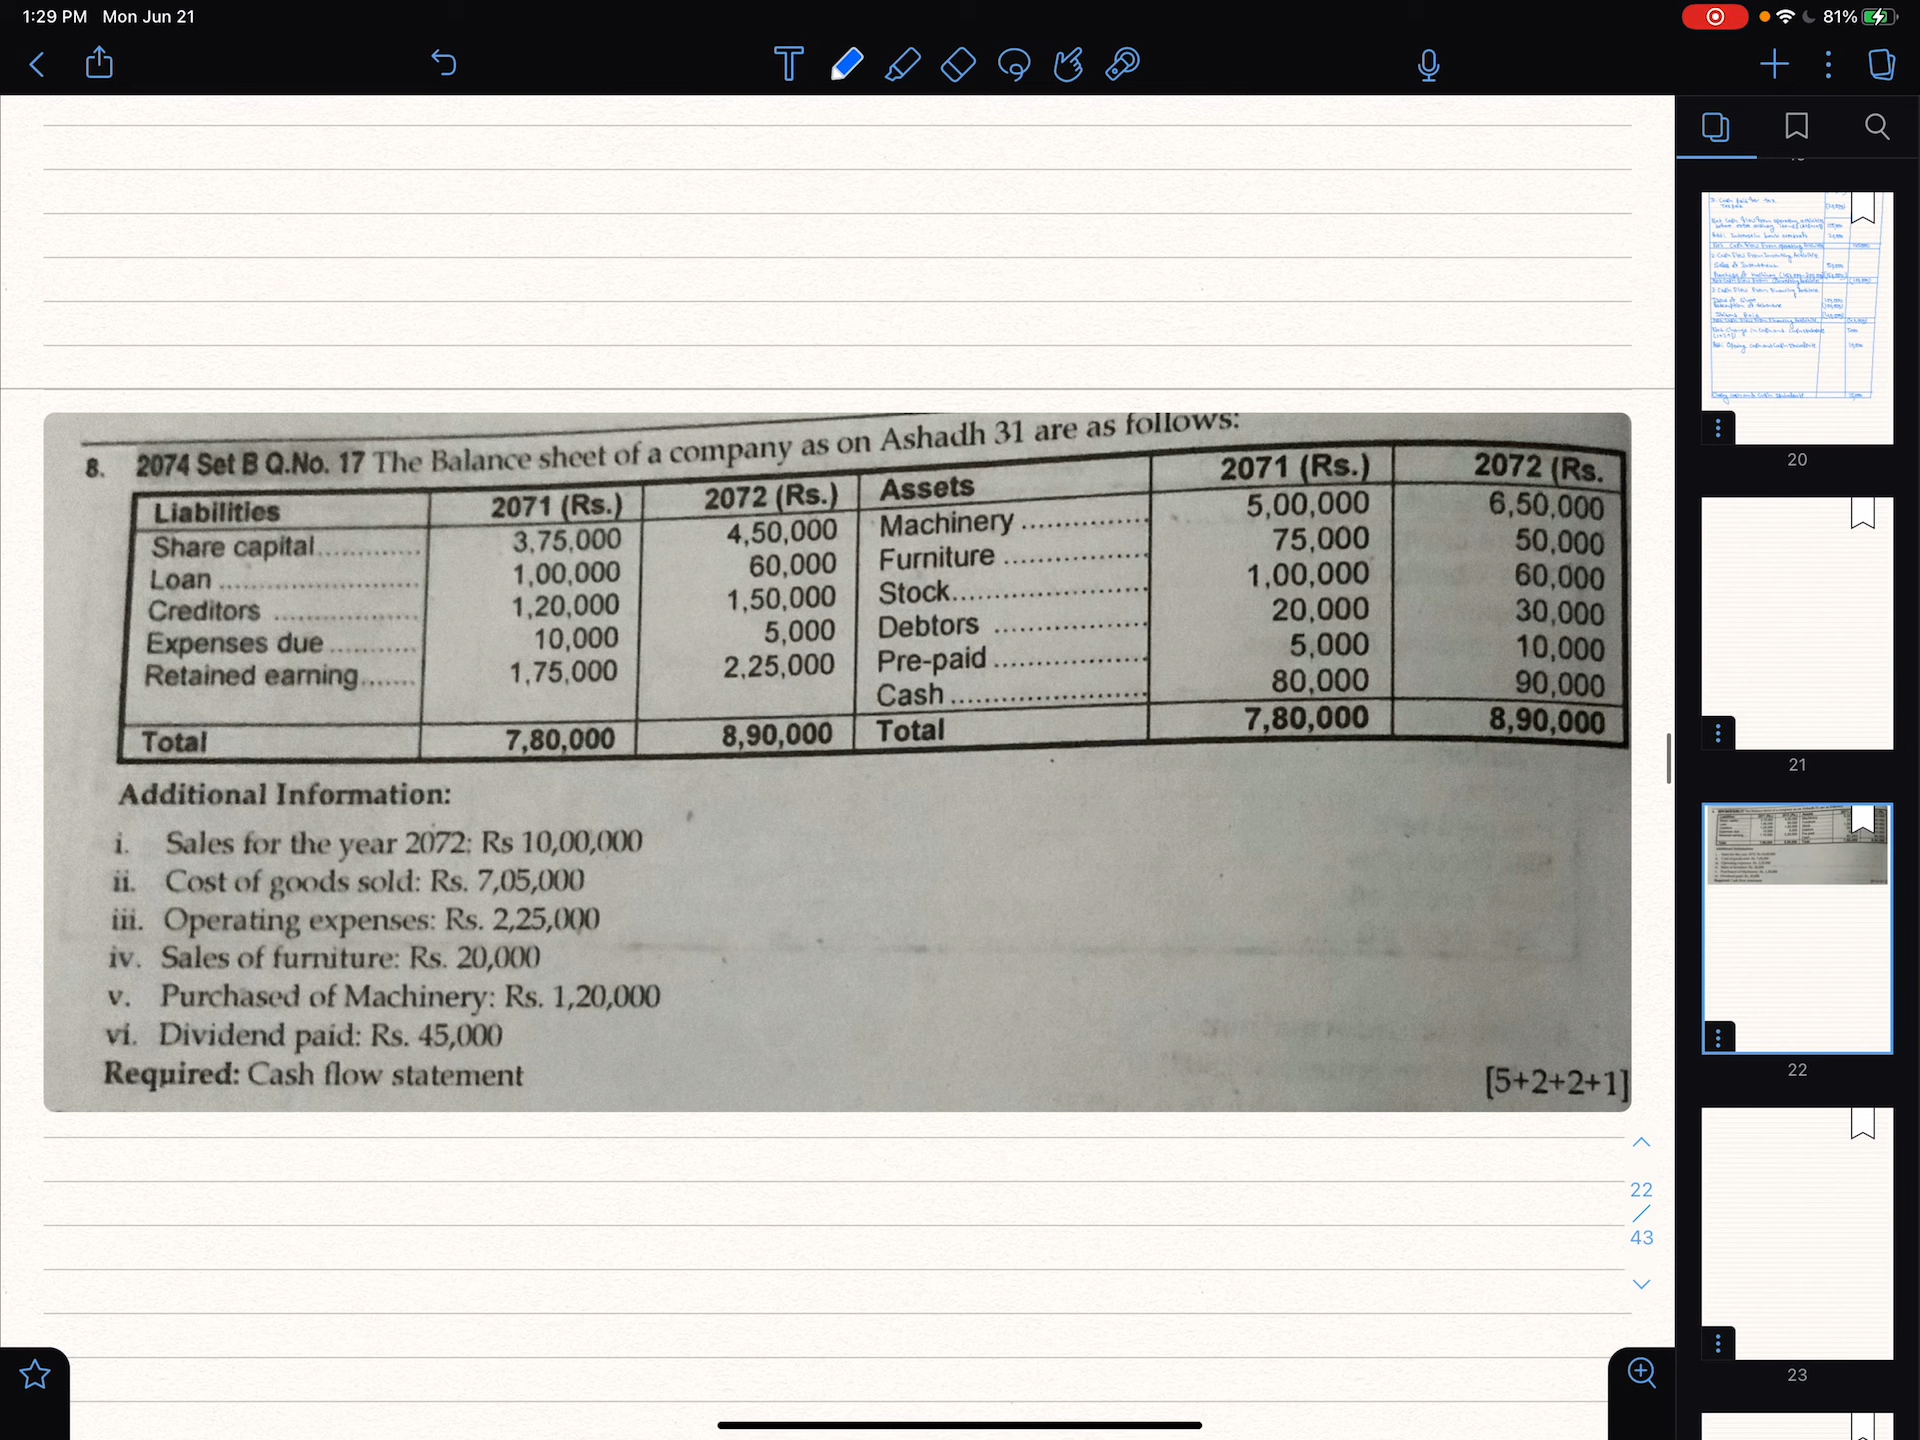 1:29 PM Mon Jun 21
81%
8. 2074 Set B Q.No. 17 The Balance sheet of a company as on Ashadh 31 are as follows:
Liabilities 2071 (Rs.) 2072 (Rs.) Assets 2071 (Rs.) 2072 (Rs.
Share capital............. 3,75,000 4,50,000 Machinery .............. 5,00,000 6,50,000
Loan ........................ 1,00,000 60,000 Furniture ................ 75,000 50,000
Creditors ................. 1,20,000 1,50,000 Stock...................... 1,00,000 60,000
Expenses due ........... 10,000 5,000 Debtors .................. 20,000 30,000
Retained earning....... 1,75,000 2,25,000 Pre-paid .................. 5,000 10,000
Cash ...................... 80,000 90,000
Total 7,80,000 8,90,000 Total 7,80,000 8,90,000
Additional Information:
i. Sales for the year 2072: Rs 10,00,000
ii. Cost of goods sold: Rs. 7,05,000
iii. Operating expenses: Rs. 2,25,000
iv. Sales of furniture: Rs. 20,000
v. Purchased of Machinery: Rs. 1,20,000
vi. Dividend paid: Rs. 45,000
Required: Cash flow statement
[5+2+2+1]
22
/
43
20
21
22
23